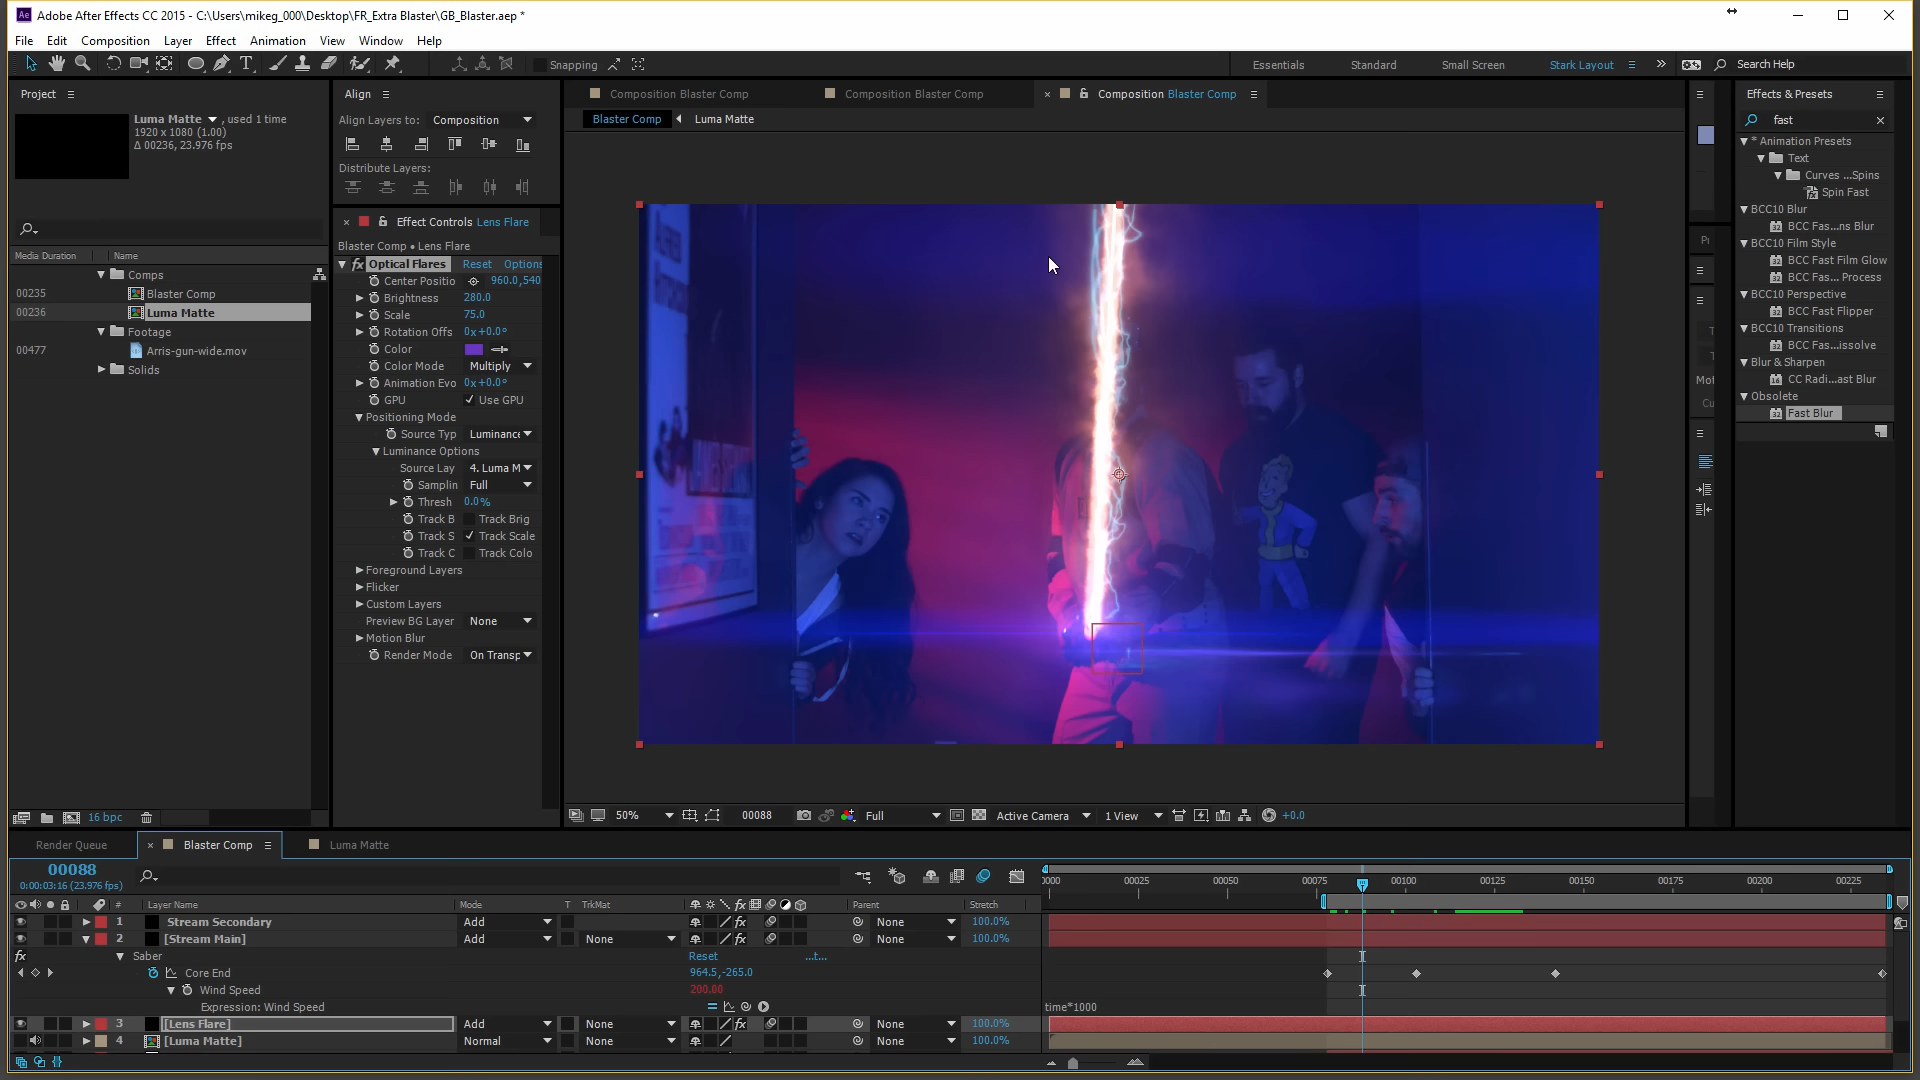 Adobe After Effects CC 2015 - C:\Users\mikeg_000\Desktop\FR_Extra Blaster\GB_Blaster.aep *
File Edit Composition Layer Effect Animation View Window Help
Snapping
Essentials Standard Small Screen Stark Layout Search Help
Project
Luma Matte , used 1 time
1920 x 1080 (1.00)
Δ 00236, 23.976 fps
Media Duration Name
Comps
00235 Blaster Comp
00236 Luma Matte
Footage
00477 Arris-gun-wide.mov
Solids
16 bpc
Align
Align Layers to: Composition
Distribute Layers:
Effect Controls Lens Flare
Blaster Comp • Lens Flare
fx Optical Flares Reset Options
Center Positio 960.0,540
Brightness 280.0
Scale 75.0
Rotation Offs 0x+0.0°
Color
Color Mode Multiply
Animation Evo 0x+0.0°
GPU Use GPU
Positioning Mode
Source Typ Luminance
Luminance Options
Source Lay 4. Luma M
Samplin Full
Thresh 0.0%
Track B Track Brig
Track S Track Scale
Track C Track Colo
Foreground Layers
Flicker
Custom Layers
Preview BG Layer None
Motion Blur
Render Mode On Transp
Composition Blaster Comp
Composition Blaster Comp
Composition Blaster Comp
Blaster Comp Luma Matte
50% 00088 Full Active Camera 1 View +0.0
Pi
Mot
Cu
Effects & Presets
fast
* Animation Presets
Text
Curves ...Spins
Spin Fast
BCC10 Blur
BCC Fas...ns Blur
BCC10 Film Style
BCC Fast Film Glow
BCC Fas... Process
BCC10 Perspective
BCC Fast Flipper
BCC10 Transitions
BCC Fas...issolve
Blur & Sharpen
CC Radi...ast Blur
Obsolete
Fast Blur
Render Queue Blaster Comp Luma Matte
00088
0:00:03:16 (23.976 fps)
0000 00025 00050 00075 00100 00125 00150 00175 00200 00225
# Layer Name Mode T TrkMat Parent Stretch
1 Stream Secondary Add None 100.0%
2 [Stream Main] Add None None 100.0%
fx Saber Reset ...t...
Core End 964.5,-265.0
Wind Speed 200.00
Expression: Wind Speed time*1000
3 [Lens Flare] Add None None 100.0%
4 [Luma Matte] Normal None None 100.0%